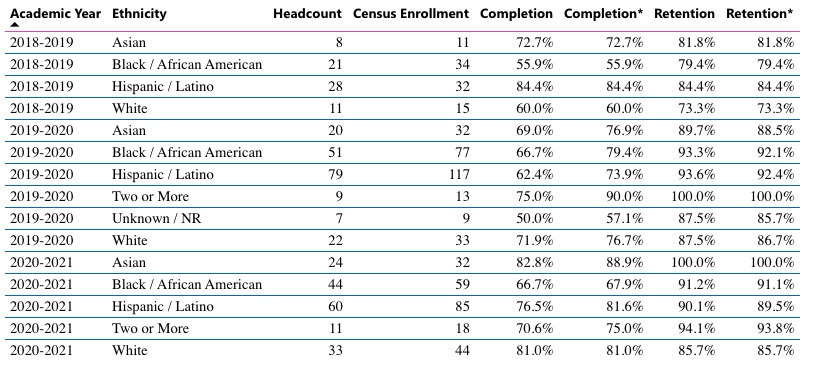 Academic Year Ethnicity Headcount Census Enrollment Completion Completion* Retention Retention*
2018-2019 Asian 8 11 72.7% 72.7% 81.8% 81.8%
2018-2019 Black / African American 21 34 55.9% 55.9% 79.4% 79.4%
2018-2019 Hispanic / Latino 28 32 84.4% 84.4% 84.4% 84.4%
2018-2019 White 11 15 60.0% 60.0% 73.3% 73.3%
2019-2020 Asian 20 32 69.0% 76.9% 89.7% 88.5%
2019-2020 Black / African American 51 77 66.7% 79.4% 93.3% 92.1%
2019-2020 Hispanic / Latino 79 117 62.4% 73.9% 93.6% 92.4%
2019-2020 Two or More 9 13 75.0% 90.0% 100.0% 100.0%
2019-2020 Unknown / NR 7 9 50.0% 57.1% 87.5% 85.7%
2019-2020 White 22 33 71.9% 76.7% 87.5% 86.7%
2020-2021 Asian 24 32 82.8% 88.9% 100.0% 100.0%
2020-2021 Black / African American 44 59 66.7% 67.9% 91.2% 91.1%
2020-2021 Hispanic / Latino 60 85 76.5% 81.6% 90.1% 89.5%
2020-2021 Two or More 11 18 70.6% 75.0% 94.1% 93.8%
2020-2021 White 33 44 81.0% 81.0% 85.7% 85.7%